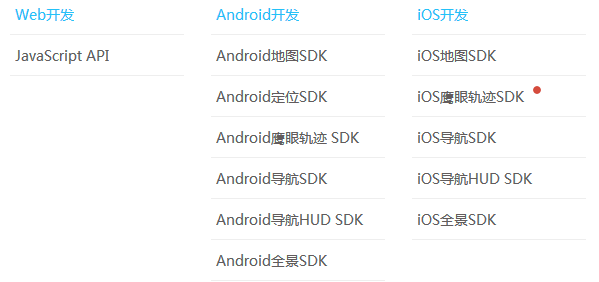 Web开发
JavaScript API
Android开发
Android地图SDK
Android定位SDK
Android鹰眼轨迹 SDK
Android导航SDK
Android导航HUD SDK
Android全景SDK
iOS开发
iOS地图SDK
iOS鹰眼轨迹SDK
iOS导航SDK
iOS导航HUD SDK
iOS全景SDK